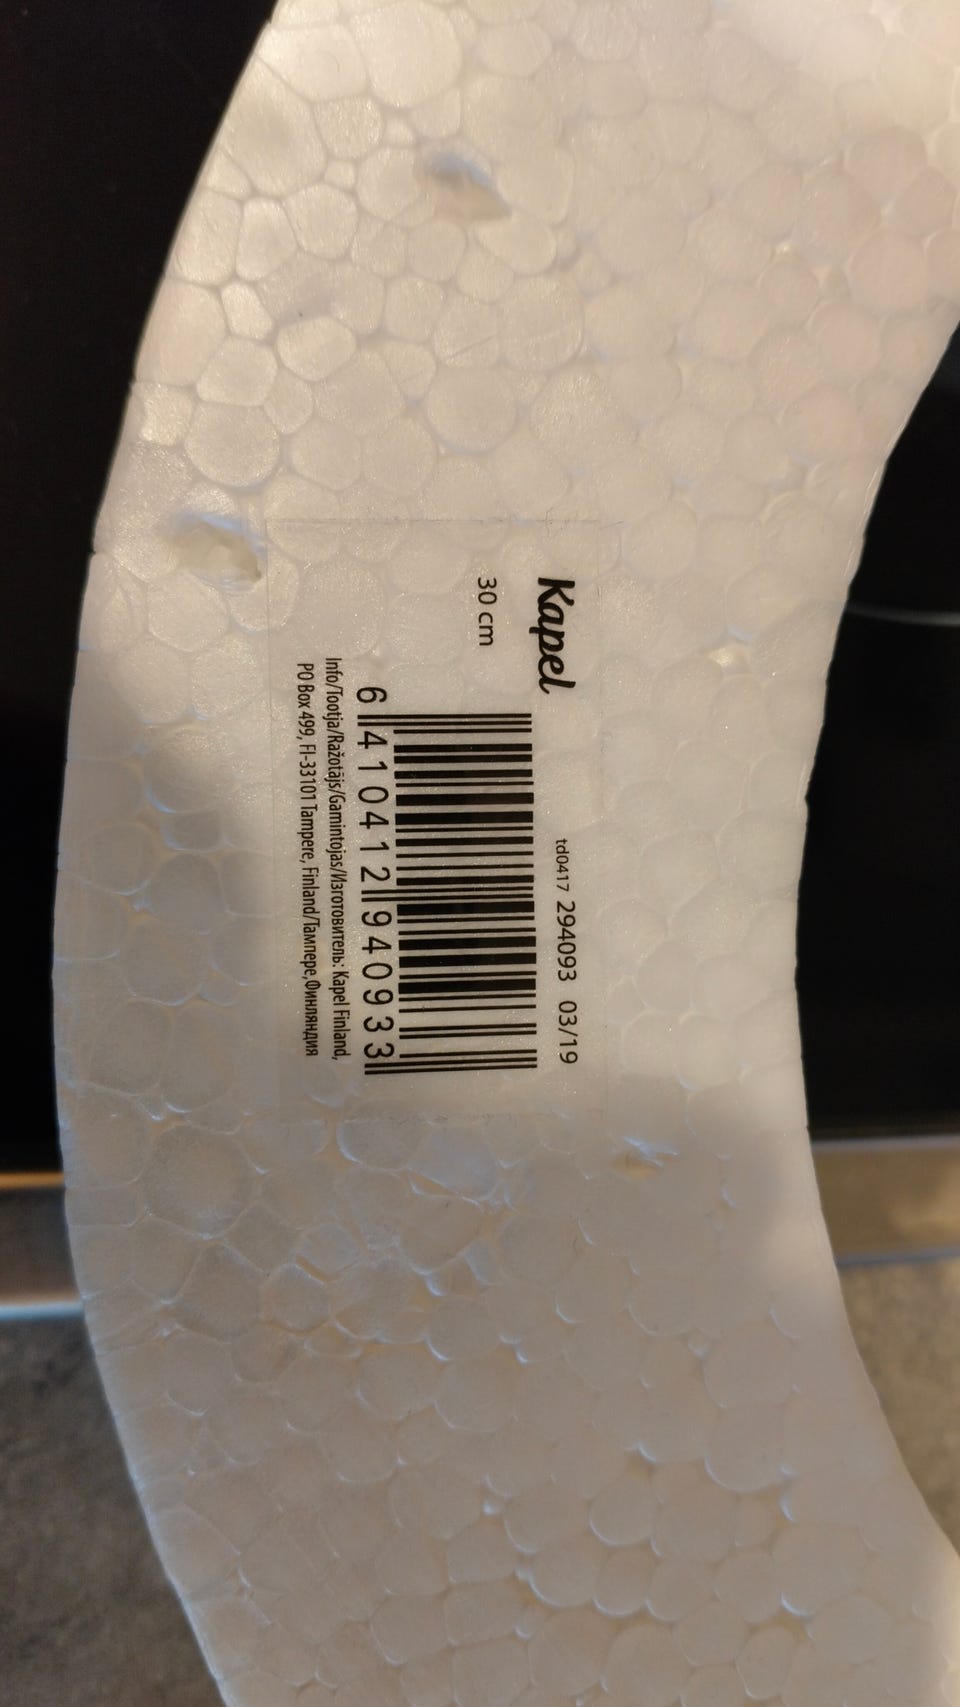 td0417 294093 03/19
Kapel
30 cm
6 410412 940933
Info/Tootja/Ražotājs/Gamintojas/Изготовитель: Kapel Finland,
PO Box 499, FI-33101 Tampere, Finland/Тампере,Финляндия